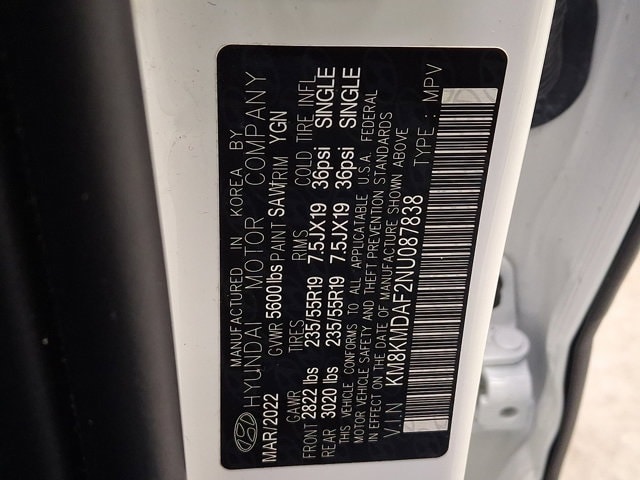 MANUFACTURED IN KOREA BY
HYUNDAI MOTOR COMPANY
MAR/2022 GVWR 5600lbs PAINT SAW TRIM YGN
GAWR TIRES RIMS COLD TIRE INFL
FRONT 2822 lbs 235/55R19 7.5JX19 36psi SINGLE
REAR 3020 lbs 235/55R19 7.5JX19 36psi SINGLE
THIS VEHICLE CONFORMS TO ALL APPLICATABLE U.S.A. FEDERAL
MOTOR VEHICLE SAFETY AND THEFT PREVENTION STANDARDS
IN EFFECT ON THE DATE OF MANUFACTURE SHOWN ABOVE
V.I.N KM8KMDAF2NU087838 TYPE : MPV